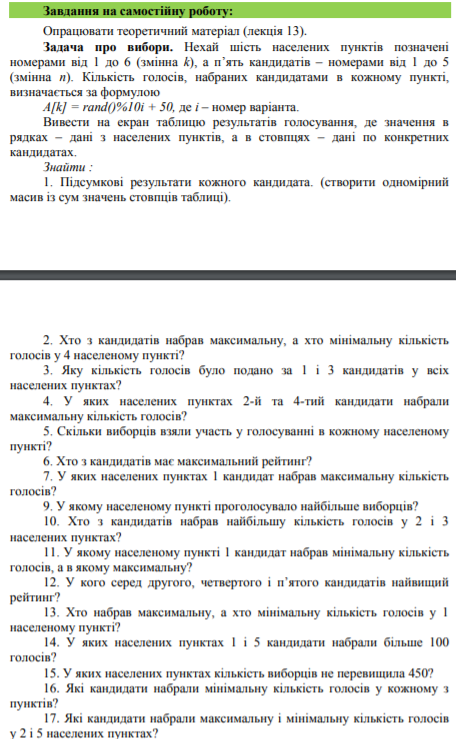 Завдання на самостійну роботу:
Опрацювати теоретичний матеріал (лекція 13).
Задача про вибори. Нехай шість населених пунктів позначені
номерами від 1 до 6 (змінна k), а п’ять кандидатів – номерами від 1 до 5
(змінна n). Кількість голосів, набраних кандидатами в кожному пункті,
визначається за формулою
A[k] = rand()%10i + 50, де i – номер варіанта.
Вивести на екран таблицю результатів голосування, де значення в
рядках – дані з населених пунктів, а в стовпцях – дані по конкретних
кандидатах.
Знайти :
1. Підсумкові результати кожного кандидата. (створити одномірний
масив із сум значень стовпців таблиці).
2. Хто з кандидатів набрав максимальну, а хто мінімальну кількість
голосів у 4 населеному пункті?
3. Яку кількість голосів було подано за 1 і 3 кандидатів у всіх
населених пунктах?
4. У яких населених пунктах 2-й та 4-тий кандидати набрали
максимальну кількість голосів?
5. Скільки виборців взяли участь у голосуванні в кожному населеному
пункті?
6. Хто з кандидатів має максимальний рейтинг?
7. У яких населених пунктах 1 кандидат набрав максимальну кількість
голосів?
9. У якому населеному пункті проголосувало найбільше виборців?
10. Хто з кандидатів набрав найбільшу кількість голосів у 2 і 3
населених пунктах?
11. У якому населеному пункті 1 кандидат набрав мінімальну кількість
голосів, а в якому максимальну?
12. У кого серед другого, четвертого і п’ятого кандидатів найвищий
рейтинг?
13. Хто набрав максимальну, а хто мінімальну кількість голосів у 1
населеному пункті?
14. У яких населених пунктах 1 і 5 кандидати набрали більше 100
голосів?
15. У яких населених пунктах кількість виборців не перевищила 450?
16. Які кандидати набрали мінімальну кількість голосів у кожному з
пунктів?
17. Які кандидати набрали максимальну і мінімальну кількість голосів
у 2 і 5 населених пунктах?